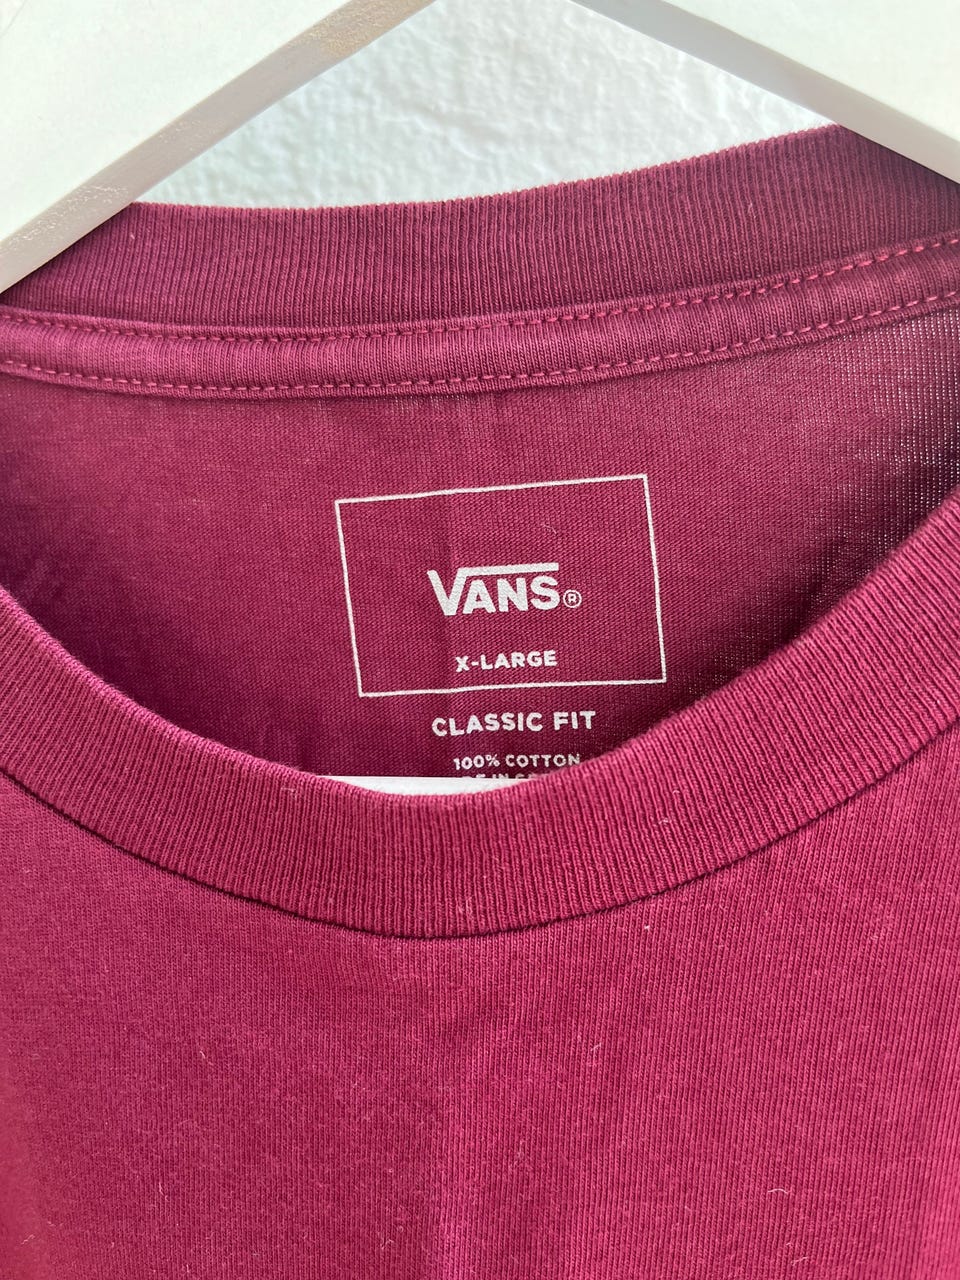 VANS®
X-LARGE
CLASSIC FIT
100% COTTON